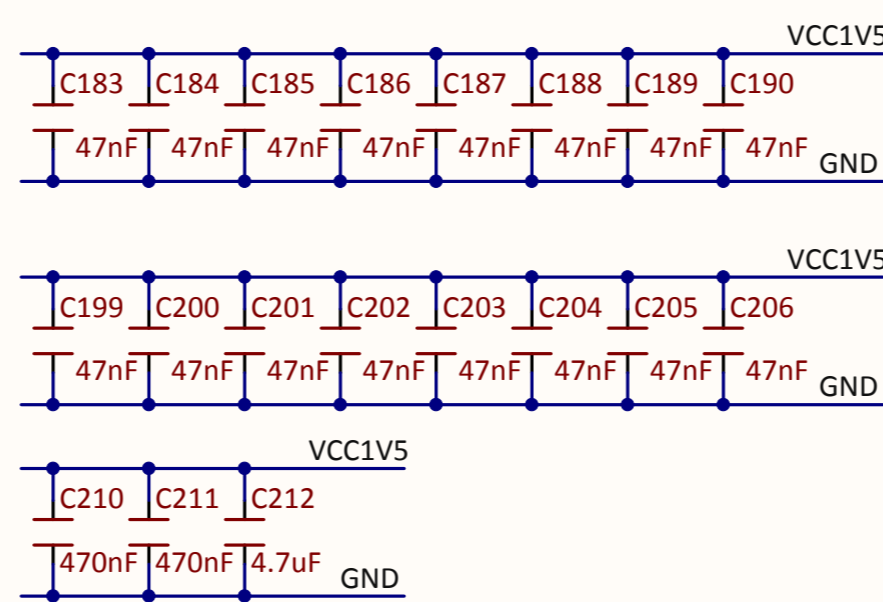 VCC1V5
C183 C184 C185 C186 C187 C188 C189 C190
47nF 47nF 47nF 47nF 47nF 47nF 47nF 47nF
GND
VCC1V5
C199 C200 C201 C202 C203 C204 C205 C206
47nF 47nF 47nF 47nF 47nF 47nF 47nF 47nF
GND
VCC1V5
C210 C211 C212
470nF 470nF 4.7uF
GND